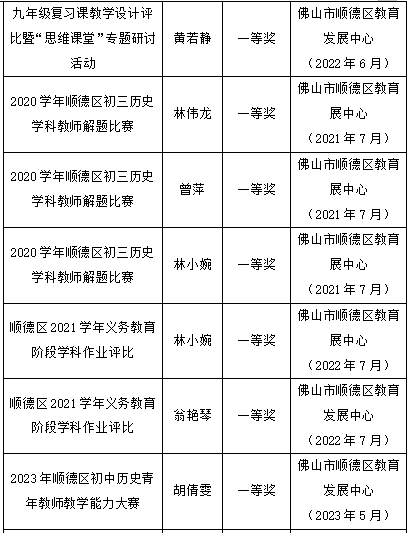 九年级复习课教学设计评
比暨“思维课堂”专题研讨
活动
黄若静
一等奖
佛山市顺德区教育
发展中心
（2022年6月）
2020学年顺德区初三历史
学科教师解题比赛
林伟龙
一等奖
佛山市顺德区教育
展中心
（2021年7月）
2020学年顺德区初三历史
学科教师解题比赛
曾萍
一等奖
佛山市顺德区教育
展中心
（2021年7月）
2020学年顺德区初三历史
学科教师解题比赛
林小婉
一等奖
佛山市顺德区教育
展中心
（2021年7月）
顺德区2021学年义务教育
阶段学科作业评比
林小婉
一等奖
佛山市顺德区教育
展中心
（2022年7月）
顺德区2021学年义务教育
阶段学科作业评比
翁艳琴
一等奖
佛山市顺德区教育
发展中心
（2022年7月）
2023年顺德区初中历史青
年教师教学能力大赛
胡倩雯
一等奖
佛山市顺德区教育
发展中心
（2023年5月）